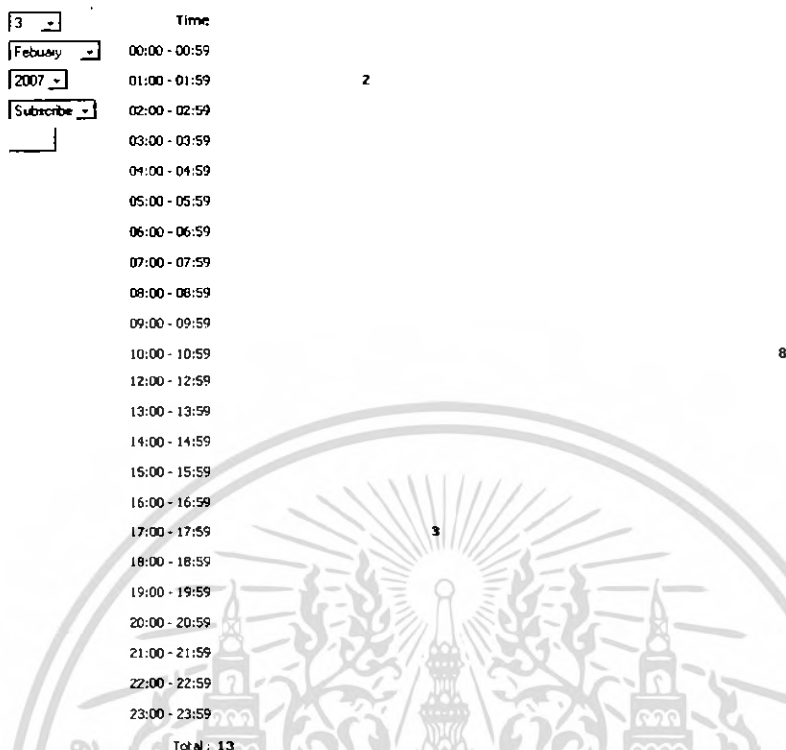 3 Time
Febuary 00:00 - 00:59
2007 01:00 - 01:59 2
Subscribe 02:00 - 02:59
03:00 - 03:59
04:00 - 04:59
05:00 - 05:59
06:00 - 06:59
07:00 - 07:59
08:00 - 08:59
09:00 - 09:59
10:00 - 10:59 8
12:00 - 12:59
13:00 - 13:59
14:00 - 14:59
15:00 - 15:59
16:00 - 16:59
17:00 - 17:59 3
18:00 - 18:59
19:00 - 19:59
20:00 - 20:59
21:00 - 21:59
22:00 - 22:59
23:00 - 23:59
Total : 13